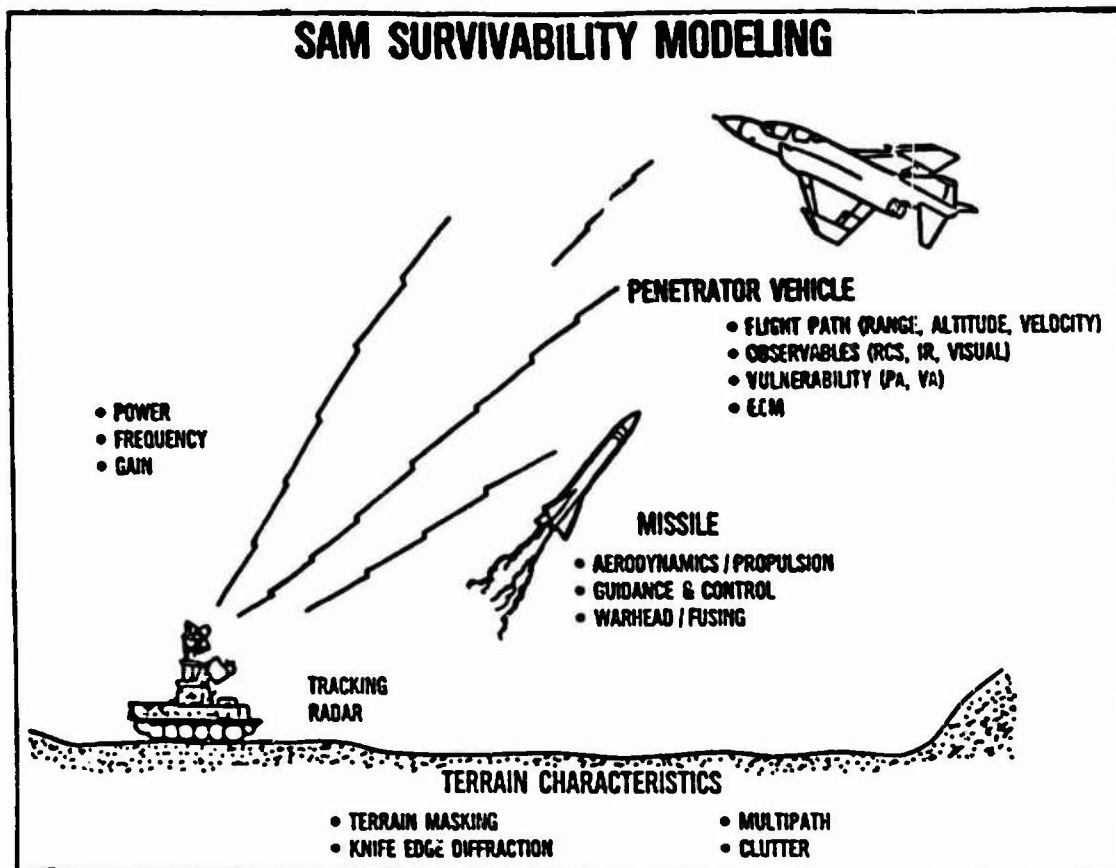 SAM SURVIVABILITY MODELING
PENETRATOR VEHICLE
• FLIGHT PATH (RANGE, ALTITUDE, VELOCITY)
• OBSERVABLES (RCS, IR, VISUAL)
• VULNERABILITY (PA, VA)
• ECM
• POWER
• FREQUENCY
• GAIN
MISSILE
• AERODYNAMICS / PROPULSION
• GUIDANCE & CONTROL
• WARHEAD / FUSING
TRACKING
RADAR
TERRAIN CHARACTERISTICS
• TERRAIN MASKING
• KNIFE EDGE DIFFRACTION
• MULTIPATH
• CLUTTER